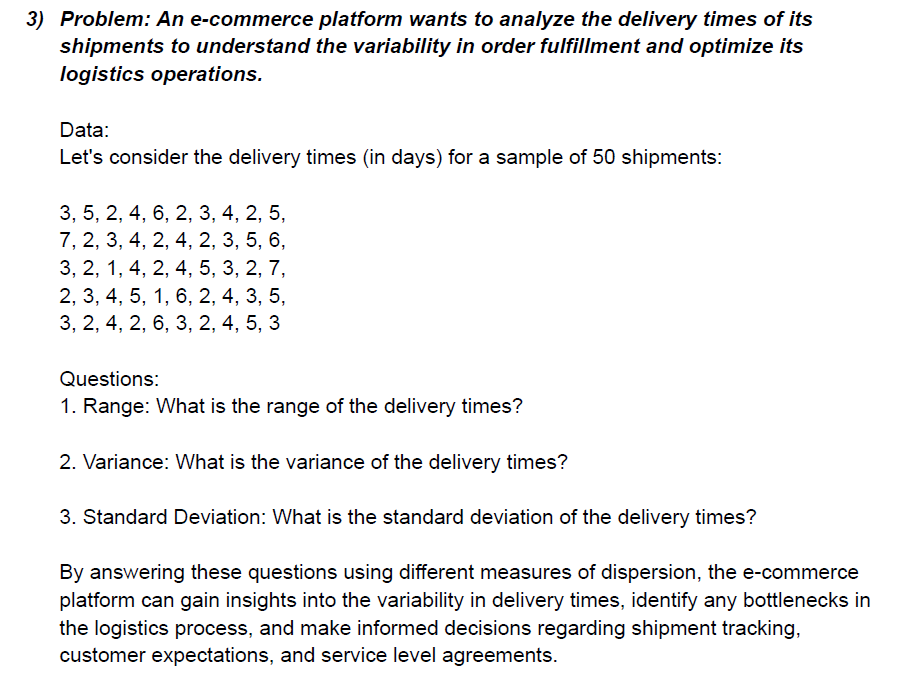 3) Problem: An e-commerce platform wants to analyze the delivery times of its
shipments to understand the variability in order fulfillment and optimize its
logistics operations.
Data:
Let's consider the delivery times (in days) for a sample of 50 shipments:
3, 5, 2, 4, 6, 2, 3, 4, 2, 5,
7, 2, 3, 4, 2, 4, 2, 3, 5, 6,
3, 2, 1, 4, 2, 4, 5, 3, 2, 7,
2, 3, 4, 5, 1, 6, 2, 4, 3, 5,
3, 2, 4, 2, 6, 3, 2, 4, 5, 3
Questions:
1. Range: What is the range of the delivery times?
2. Variance: What is the variance of the delivery times?
3. Standard Deviation: What is the standard deviation of the delivery times?
By answering these questions using different measures of dispersion, the e-commerce
platform can gain insights into the variability in delivery times, identify any bottlenecks in
the logistics process, and make informed decisions regarding shipment tracking,
customer expectations, and service level agreements.